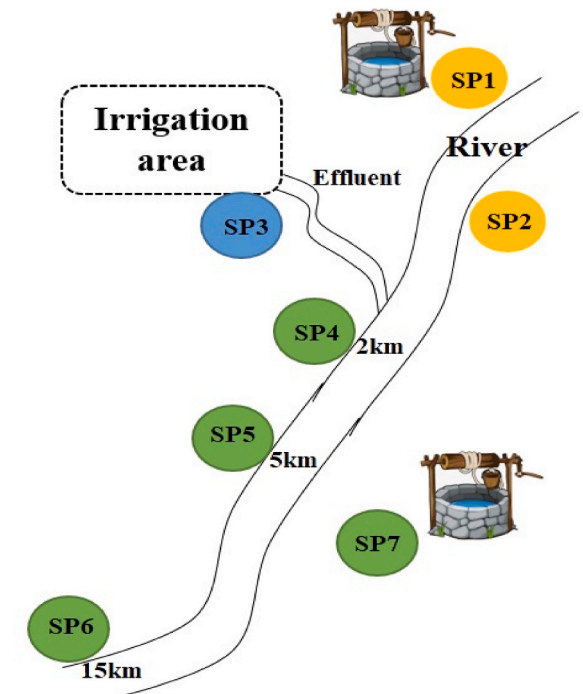 SP1
River
Irrigation
area
Effluent
SP2
SP3
SP4
2km
SP5
5km
SP7
SP6
15km